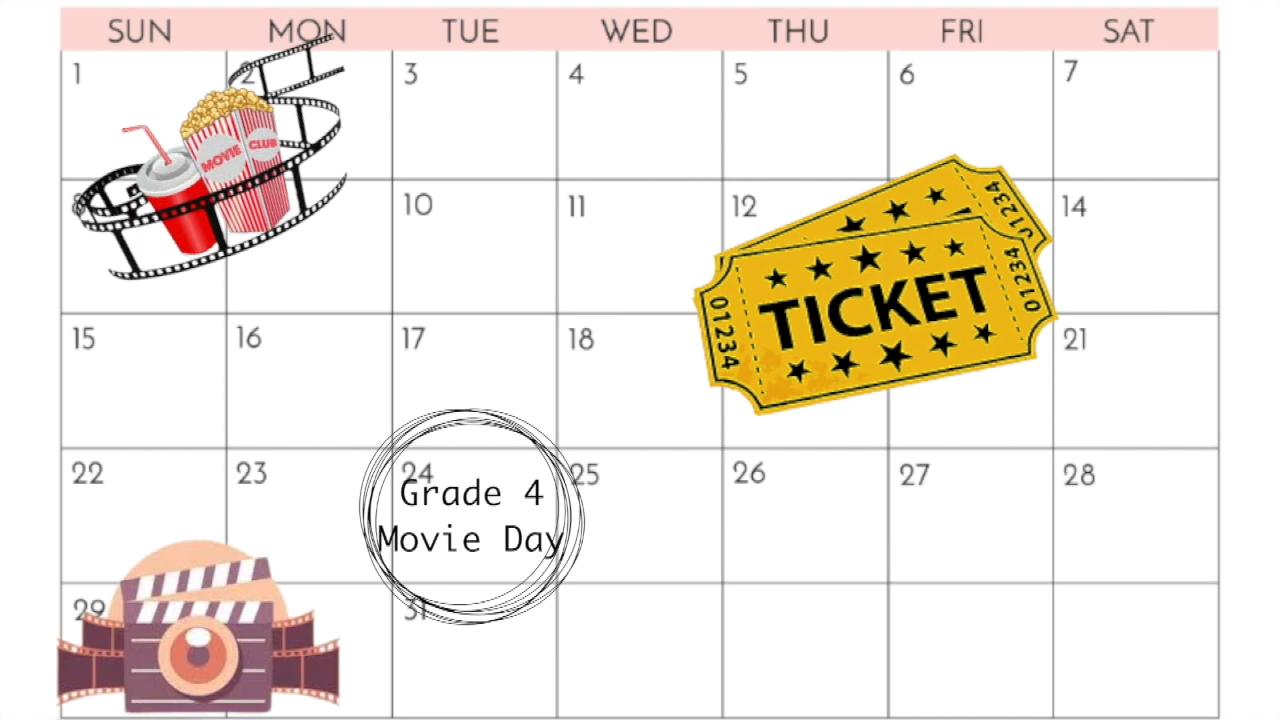 SUN MON TUE WED THU FRI SAT
1 2 3 4 5 6 7
MOVIE CLUB
10 11 12 14
01234
01234
TICKET
01234
15 16 17 18 21
22 23 24 25 26 27 28
Grade 4
Movie Day
29 31